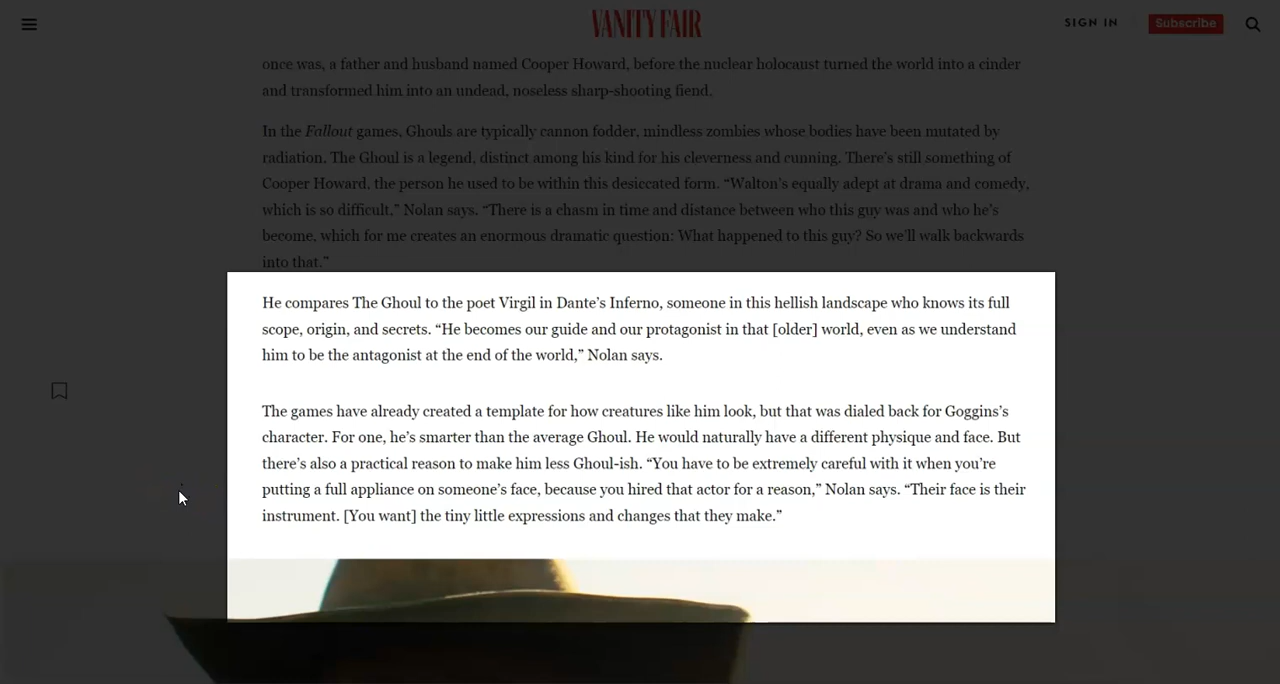 VANITY FAIR
SIGN IN
Subscribe
once was, a father and husband named Cooper Howard, before the nuclear holocaust turned the world into a cinder
and transformed him into an undead, noseless sharp-shooting fiend.
In the Fallout games, Ghouls are typically cannon fodder, mindless zombies whose bodies have been mutated by
radiation. The Ghoul is a legend, distinct among his kind for his cleverness and cunning. There’s still something of
Cooper Howard, the person he used to be within this desiccated form. “Walton’s equally adept at drama and comedy,
which is so difficult,” Nolan says. “There is a chasm in time and distance between who this guy was and who he’s
become, which for me creates an enormous dramatic question: What happened to this guy? So we’ll walk backwards
into that.”
He compares The Ghoul to the poet Virgil in Dante’s Inferno, someone in this hellish landscape who knows its full
scope, origin, and secrets. “He becomes our guide and our protagonist in that [older] world, even as we understand
him to be the antagonist at the end of the world,” Nolan says.
The games have already created a template for how creatures like him look, but that was dialed back for Goggins’s
character. For one, he’s smarter than the average Ghoul. He would naturally have a different physique and face. But
there’s also a practical reason to make him less Ghoul-ish. “You have to be extremely careful with it when you’re
putting a full appliance on someone’s face, because you hired that actor for a reason,” Nolan says. “Their face is their
instrument. [You want] the tiny little expressions and changes that they make.”